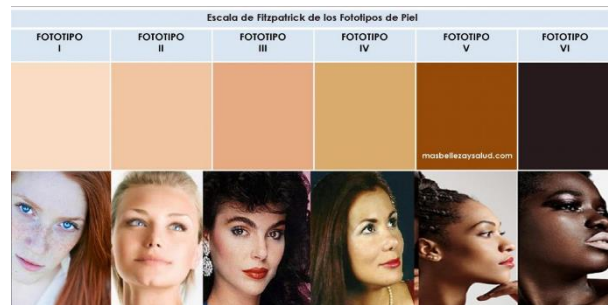 Escala de Fitzpatrick de los Fototipos de Piel
FOTOTIPO I
FOTOTIPO II
FOTOTIPO III
FOTOTIPO IV
FOTOTIPO V
FOTOTIPO VI
masbellezaysalud.com